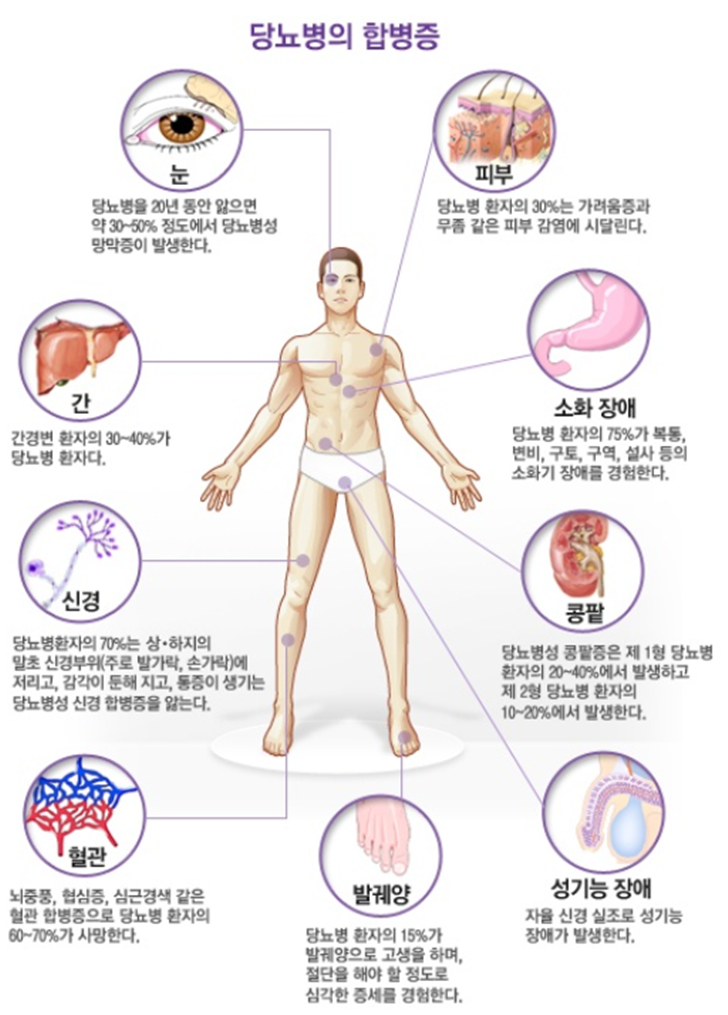 당뇨병의 합병증
눈
당뇨병을 20년 동안 앓으면
약 30~50% 정도에서 당뇨병성
망막증이 발생한다.
피부
당뇨병 환자의 30%는 가려움증과
무좀 같은 피부 감염에 시달린다.
간
간경변 환자의 30~40%가
당뇨병 환자다.
소화 장애
당뇨병 환자의 75%가 복통,
변비, 구토, 구역, 설사 등의
소화기 장애를 경험한다.
신경
당뇨병환자의 70%는 상·하지의
말초 신경부위(주로 발가락, 손가락)에
저리고, 감각이 둔해 지고, 통증이 생기는
당뇨병성 신경 합병증을 앓는다.
콩팥
당뇨병성 콩팥증은 제 1형 당뇨병
환자의 20~40%에서 발생하고
제 2형 당뇨병 환자의
10~20%에서 발생한다.
혈관
뇌중풍, 협심증, 심근경색 같은
혈관 합병증으로 당뇨병 환자의
60~70%가 사망한다.
발궤양
당뇨병 환자의 15%가
발궤양으로 고생을 하며,
절단을 해야 할 정도로
심각한 증세를 경험한다.
성기능 장애
자율 신경 실조로 성기능
장애가 발생한다.